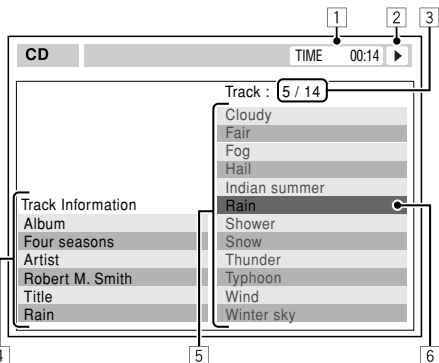 1 2 3
CD TIME 00:14
Track : 5 / 14
Cloudy
Fair
Fog
Hail
Indian summer
Rain
Shower
Snow
Thunder
Typhoon
Wind
Winter sky
Track Information
Album
Four seasons
Artist
Robert M. Smith
Title
Rain
4 5 6